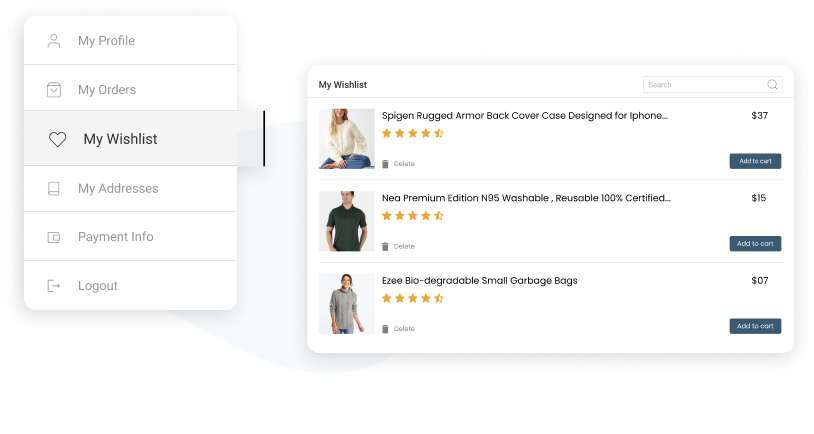 My Profile
My Orders
My Wishlist
My Addresses
Payment Info
Logout
My Wishlist
Search
Spigen Rugged Armor Back Cover Case Designed for Iphone...
$37
Delete
Add to cart
Nea Premium Edition N95 Washable , Reusable 100% Certified...
$15
Delete
Add to cart
Ezee Bio-degradable Small Garbage Bags
$07
Delete
Add to cart